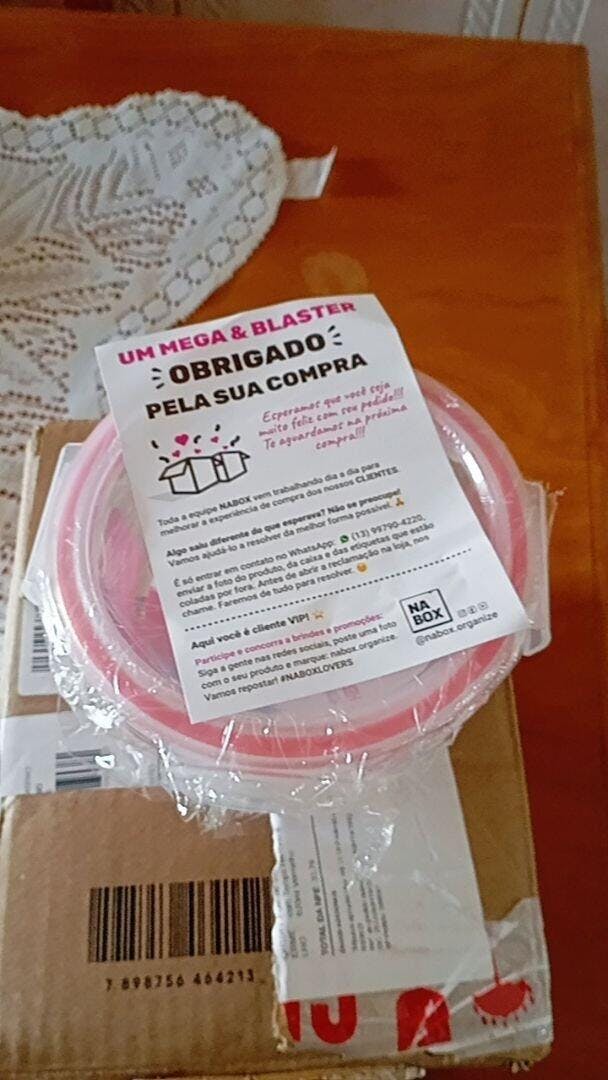 UM MEGA & BLASTER
OBRIGADO
PELA SUA COMPRA
Esperamos que você seja
muito feliz com seu pedido!!!
Te aguardamos na próxima
compra!!!
Toda a equipe NABOX vem trabalhando dia a dia para
melhorar a experiência de compra dos nossos CLIENTES.
Algo saiu diferente do que esperava? Não se preocupe!
Vamos ajudá-lo a resolver da melhor forma possível. 🙏
É só entrar em contato no WhatsApp: (13) 99790-4220,
enviar a foto do produto, da caixa e das etiquetas que estão
coladas por fora. Antes de abrir a reclamação na loja, nos
chame. Faremos de tudo para resolver. 😉
Aqui você é cliente VIP! ⭐
Participe e concorra a brindes e promoções:
Siga a gente nas redes sociais, poste uma foto
com o seu produto e marque: nabox.organize.
Vamos repostar! #NABOXLOVERS
NA
BOX
@nabox.organize
7 898756 464213
TOTAL DA NFE